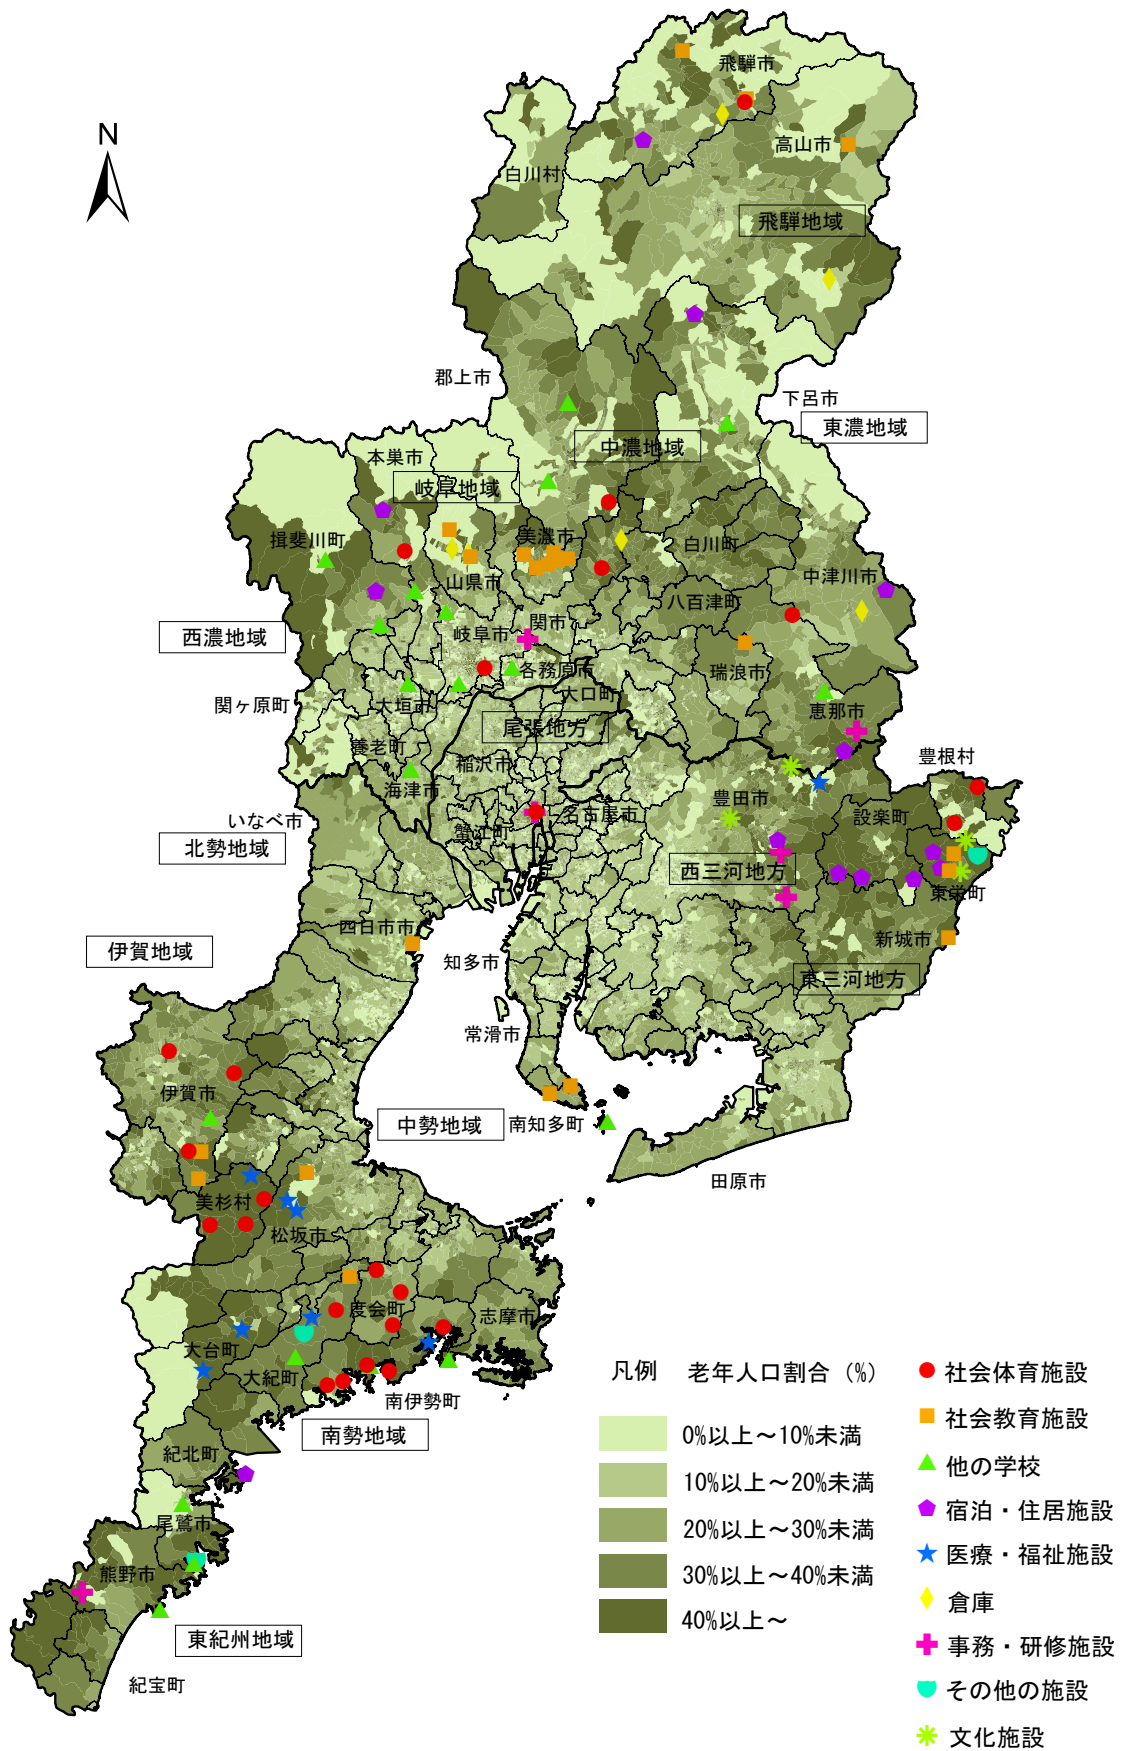 N
飛騨市
高山市
白川村
飛騨地域
郡上市
下呂市
東濃地域
中濃地域
本巣市
岐阜地域
揖斐川町
美濃市
白川町
山県市
中津川市
八百津町
西濃地域
岐阜市
関市
各務原市
瑞浪市
大口町
関ヶ原町
大垣市
恵那市
尾張地方
養老町
稲沢市
豊根村
海津市
豊田市
いなべ市
蟹江町
名古屋市
設楽町
北勢地域
西三河地方
東栄町
四日市市
新城市
伊賀地域
知多市
東三河地方
常滑市
伊賀市
中勢地域
南知多町
田原市
美杉村
松坂市
度会町
志摩市
大台町
大紀町
南伊勢町
南勢地域
紀北町
尾鷲市
熊野市
東紀州地域
紀宝町
凡例
老年人口割合（%）
0%以上～10%未満
10%以上～20%未満
20%以上～30%未満
30%以上～40%未満
40%以上～
社会体育施設
社会教育施設
他の学校
宿泊・住居施設
医療・福祉施設
倉庫
事務・研修施設
その他の施設
文化施設